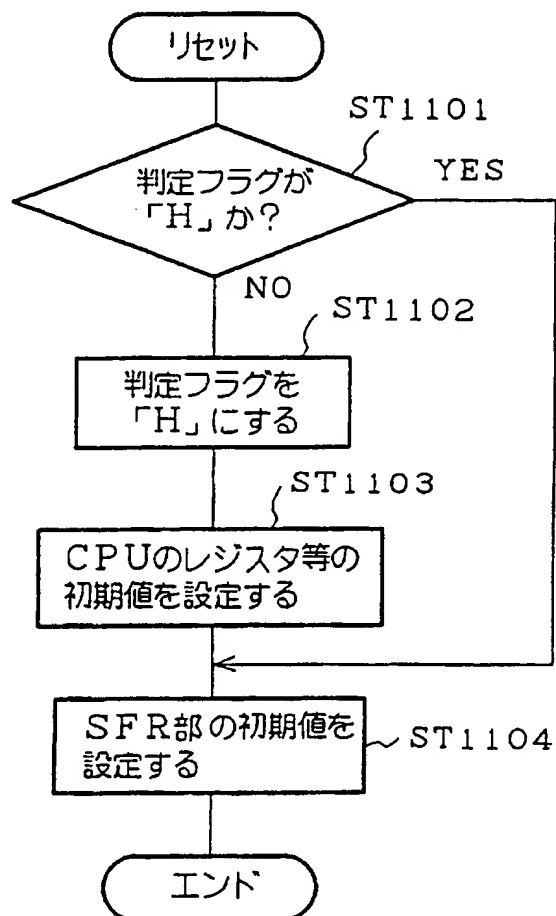 リセット
ST1101
判定フラグが
「H」か?
YES
NO
ST1102
判定フラグを
「H」にする
ST1103
CPUのレジスタ等の
初期値を設定する
SFR部の初期値を
設定する
ST1104
エンド